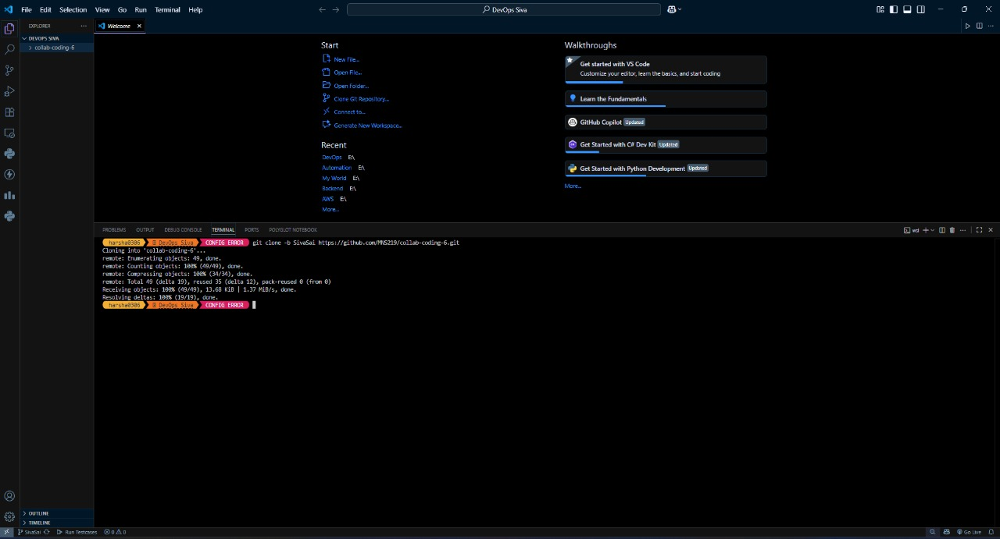 File Edit Selection View Go Run Terminal Help
DevOps Siva
EXPLORER
Welcome
DEVOPS SIVA
collab-coding-6
Start
New File...
Open File...
Open Folder...
Clone Git Repository...
Connect to...
Generate New Workspace...
Recent
DevOps E:\
Automation E:\
My World E:\
Backend E:\
AWS E:\
More...
Walkthroughs
Get started with VS Code
Customize your editor, learn the basics, and start coding
Learn the Fundamentals
GitHub Copilot Updated
Get Started with C# Dev Kit Updated
Get Started with Python Development Updated
More...
PROBLEMS OUTPUT DEBUG CONSOLE TERMINAL PORTS POLYGLOT NOTEBOOK
wsl
harsha0306 DevOps Siva CONFIG ERROR git clone -b SivaSai https://github.com/MNS219/collab-coding-6.git
Cloning into 'collab-coding-6'...
remote: Enumerating objects: 49, done.
remote: Counting objects: 100% (49/49), done.
remote: Compressing objects: 100% (34/34), done.
remote: Total 49 (delta 19), reused 35 (delta 12), pack-reused 0 (from 0)
Receiving objects: 100% (49/49), 13.68 KiB | 1.37 MiB/s, done.
Resolving deltas: 100% (19/19), done.
harsha0306 DevOps Siva CONFIG ERROR
OUTLINE
TIMELINE
SivaSai Run Testcases 0 0 Go Live